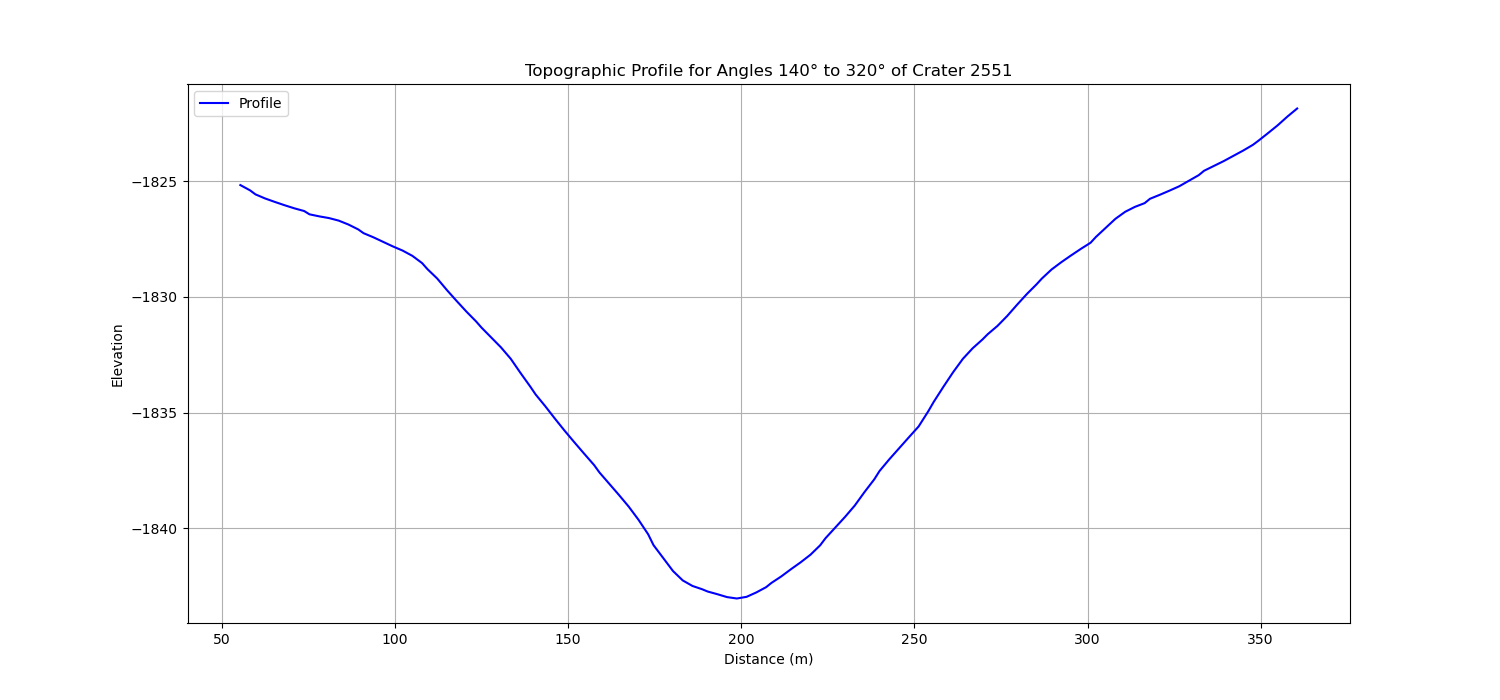 Topographic Profile for Angles 140° to 320° of Crater 2551
Profile
−1825
−1830
−1835
−1840
Elevation
50 100 150 200 250 300 350
Distance (m)